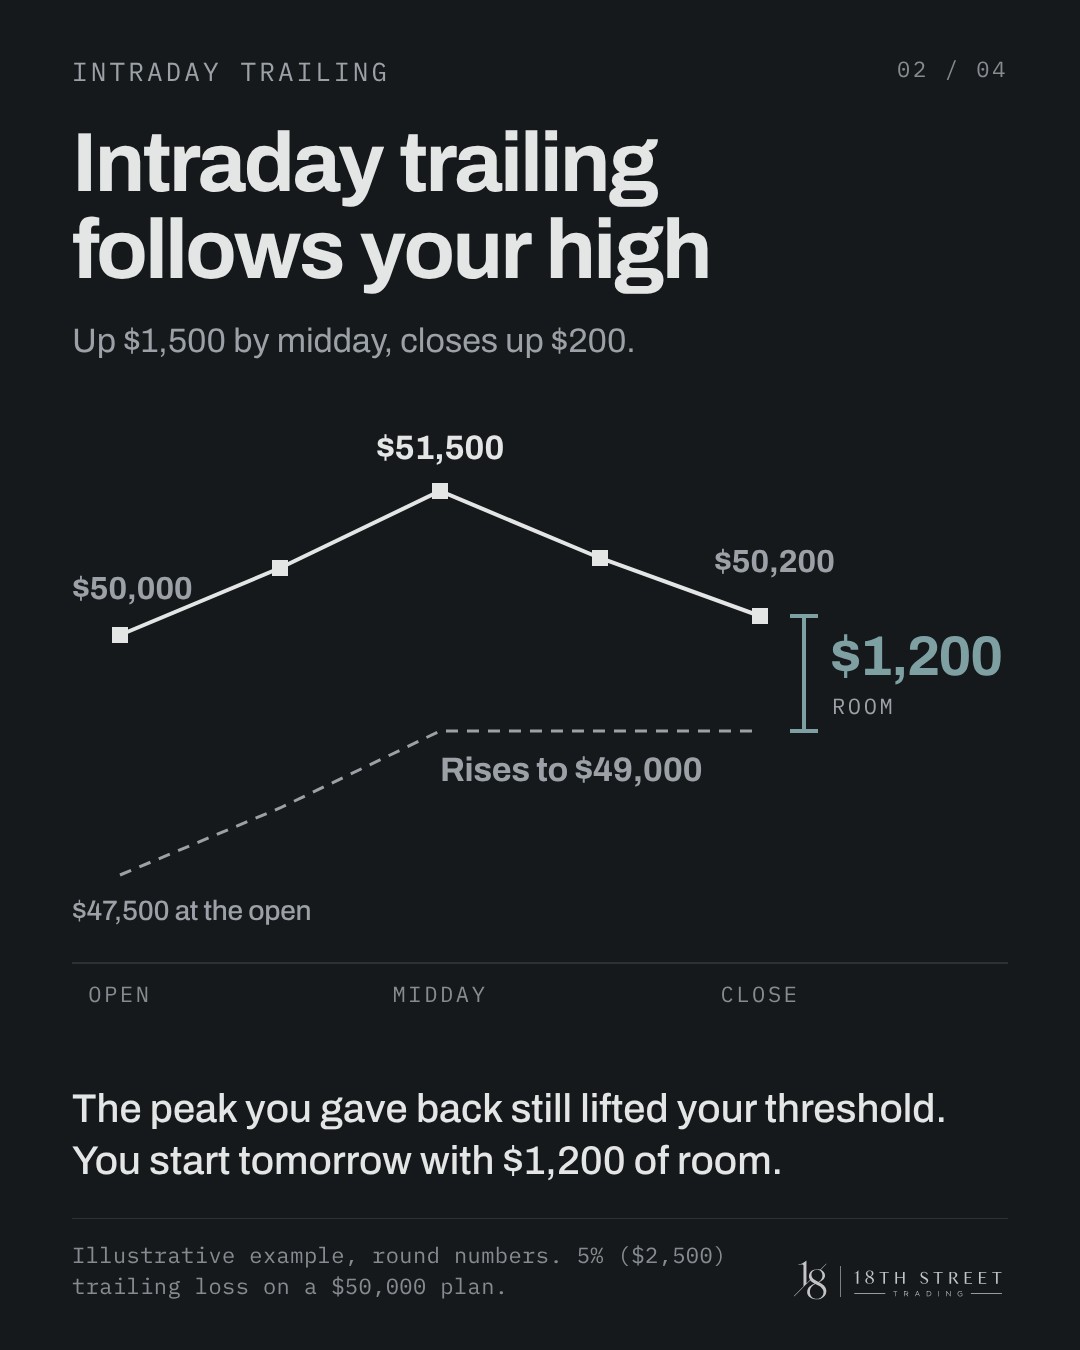 INTRADAY TRAILING
02 / 04
Intraday trailing
follows your high
Up $1,500 by midday, closes up $200.
$51,500
$50,000
$50,200
$1,200
ROOM
Rises to $49,000
$47,500 at the open
OPEN
MIDDAY
CLOSE
The peak you gave back still lifted your threshold.
You start tomorrow with $1,200 of room.
Illustrative example, round numbers. 5% ($2,500)
trailing loss on a $50,000 plan.
18 | 18TH STREET
TRADING